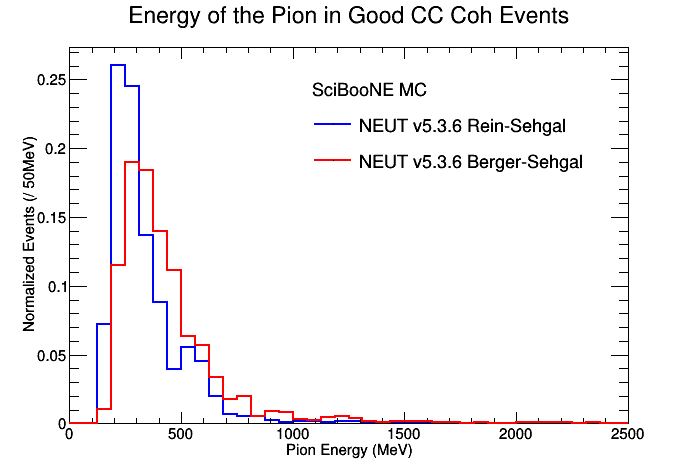 Energy of the Pion in Good CC Coh Events
Normalized Events (/ 50MeV)
0.25
0.2
0.15
0.1
0.05
0
SciBooNE MC
NEUT v5.3.6 Rein-Sehgal
NEUT v5.3.6 Berger-Sehgal
0 500 1000 1500 2000 2500
Pion Energy (MeV)